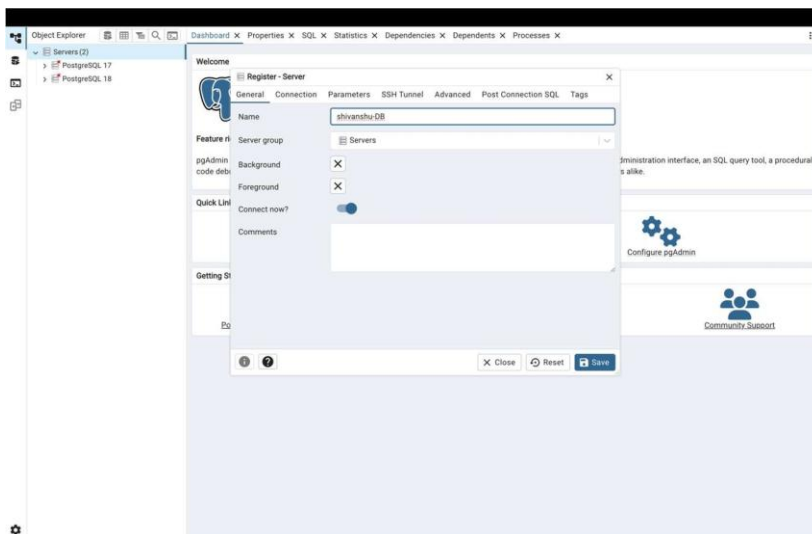 Object Explorer
Dashboard X Properties X SQL X Statistics X Dependencies X Dependents X Processes X
Servers (2)
PostgreSQL 17
PostgreSQL 18
Welcome
Register - Server
General Connection Parameters SSH Tunnel Advanced Post Connection SQL Tags
Name shivanshu-DB
Server group Servers
Background
Foreground
Connect now?
Comments
Close Reset Save
Feature ri
pgAdmin
code deb
dministration interface, an SQL query tool, a procedural
s alike.
Quick Lin
Configure pgAdmin
Getting St
Po
Community Support